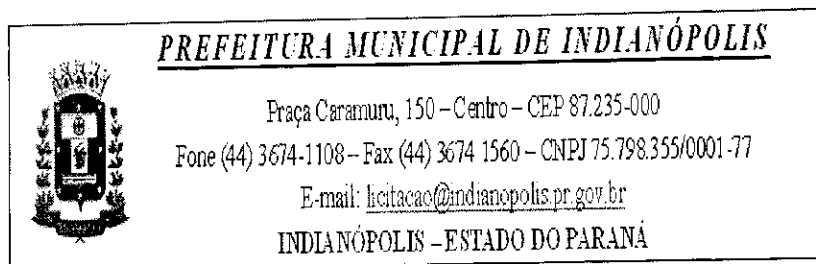 PREFEITURA MUNICIPAL DE INDIANÓPOLIS
Praça Caramuru, 150 – Centro – CEP 87.235-000
Fone (44) 3674-1108 – Fax (44) 3674 1560 – CNPJ 75.798.355/0001-77
E-mail: licitacao@indianopolis.pr.gov.br
INDIANÓPOLIS – ESTADO DO PARANÁ